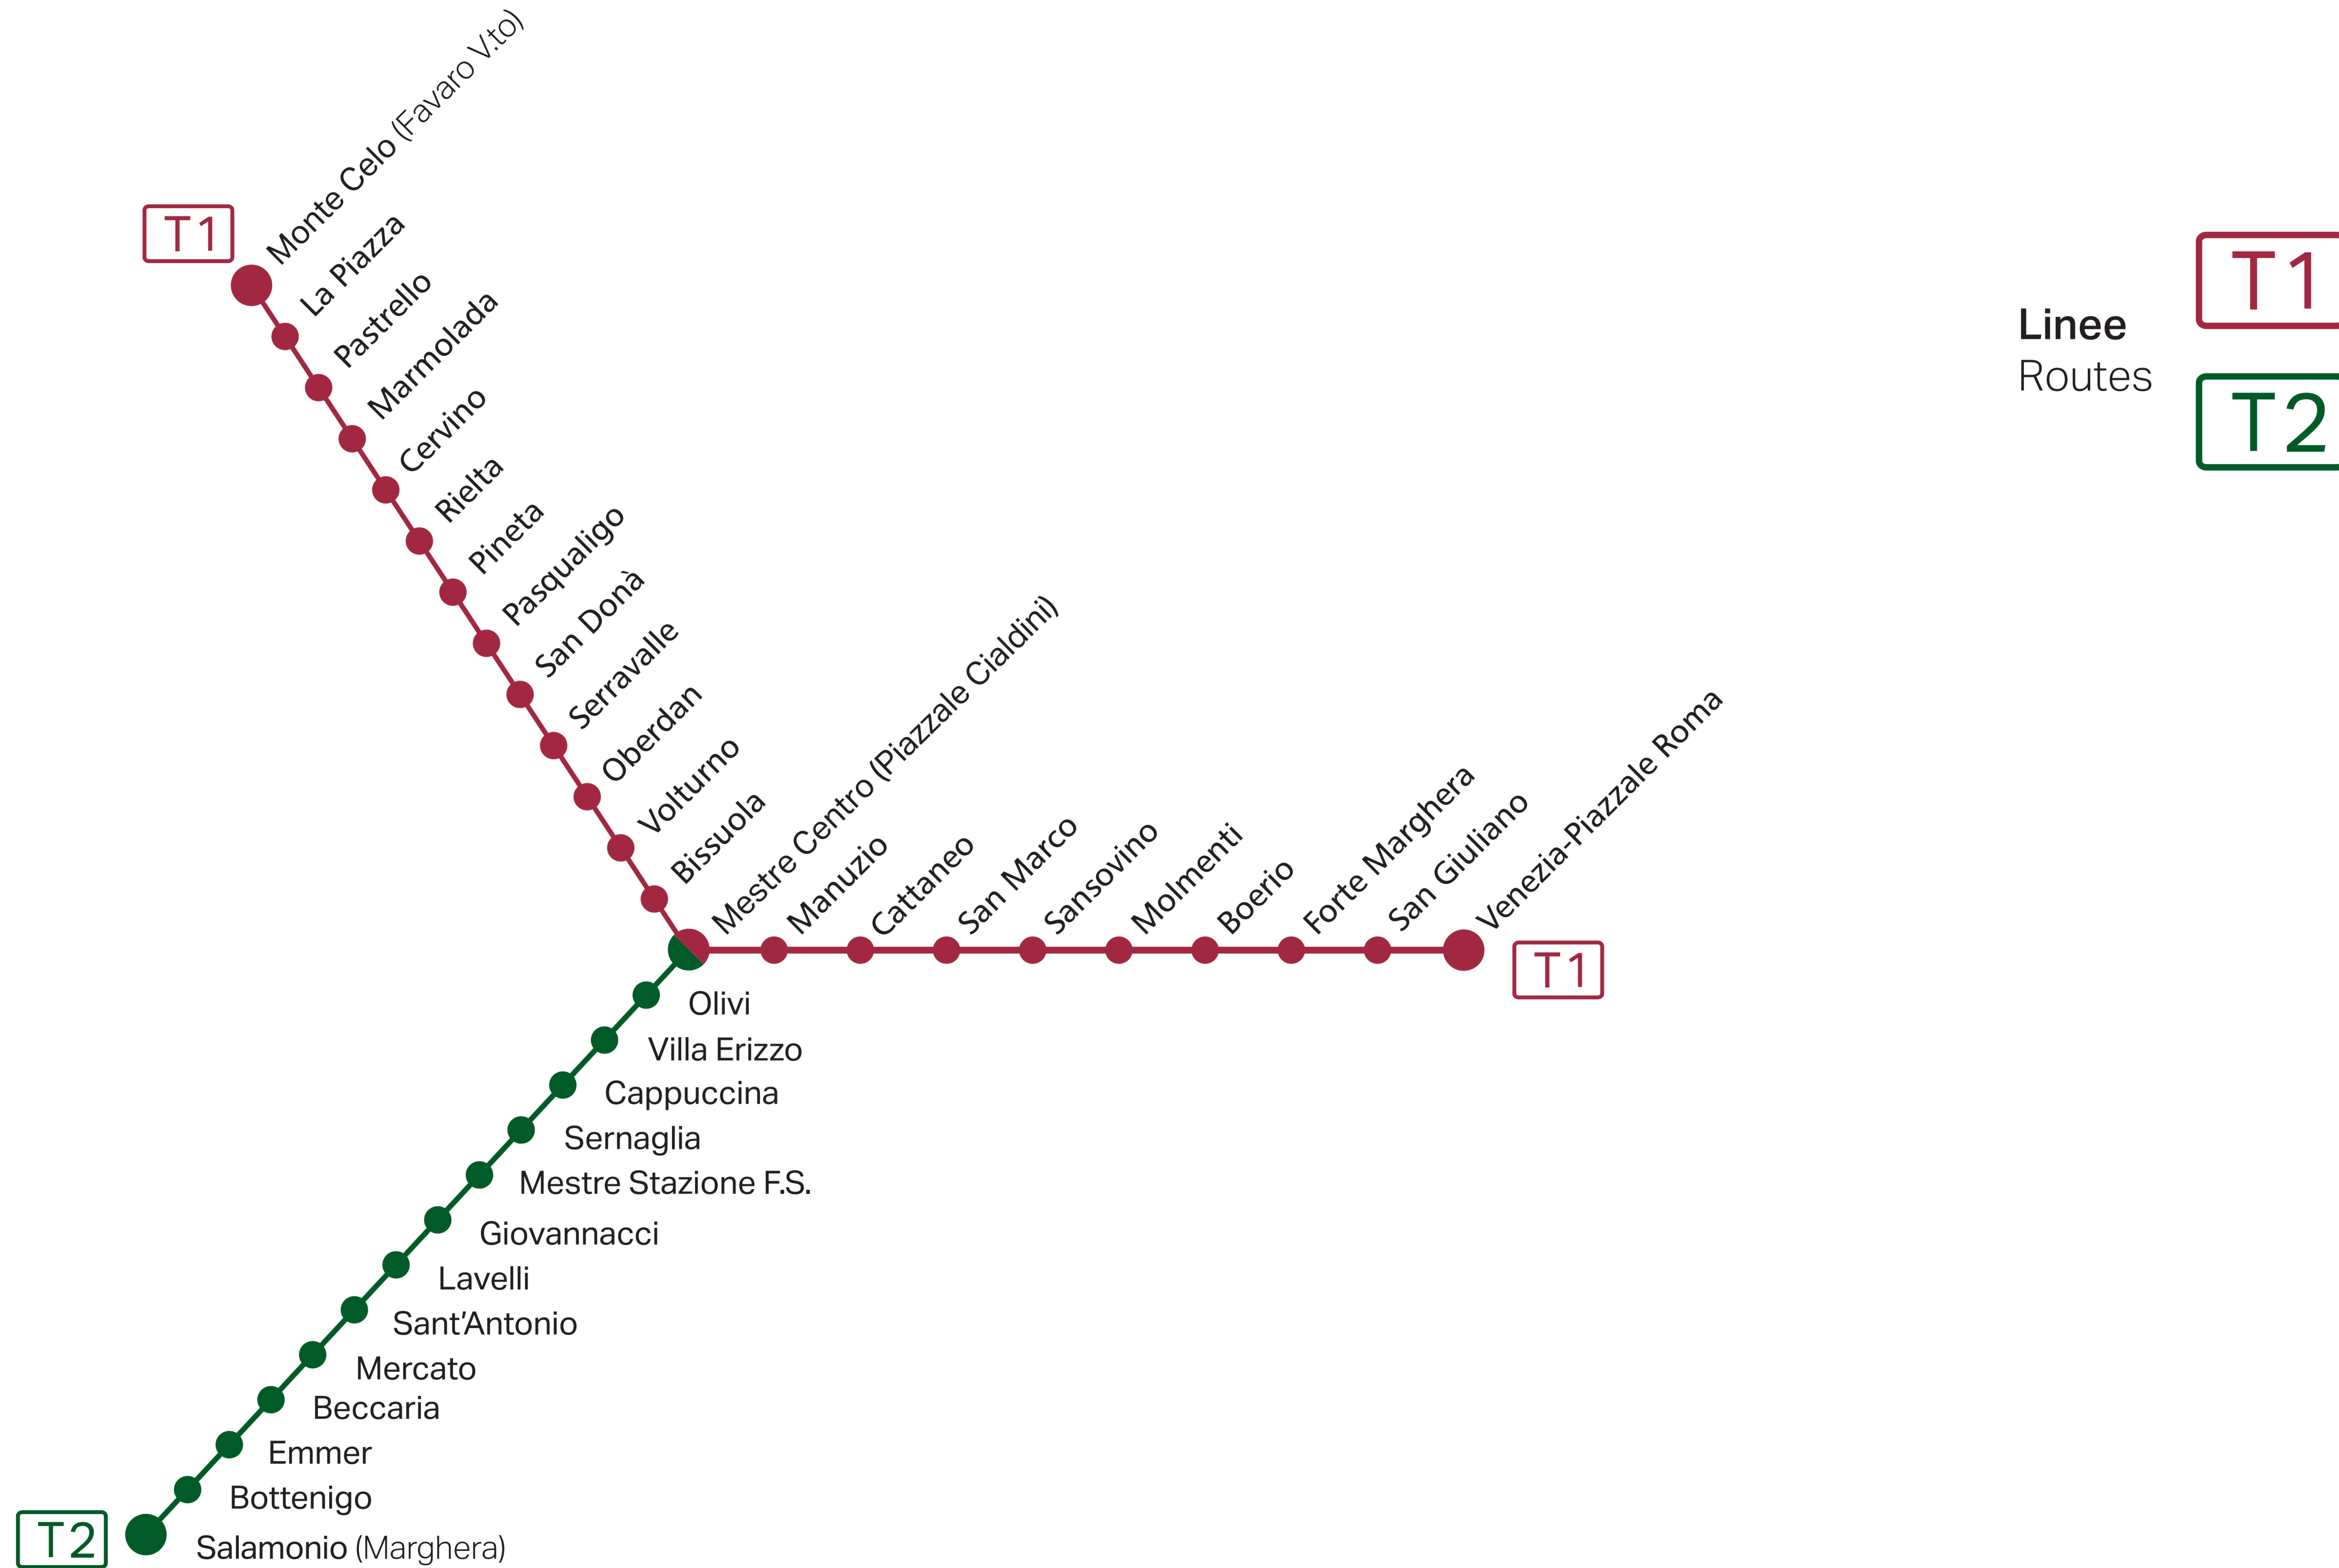 T1
Monte Celo (Favaro V.to)
La Piazza
Pastrello
Marmolada
Cervino
Rielta
Pineta
Pasqualigo
San Donà
Serravalle
Oberdan
Volturno
Bissuola
Mestre Centro (Piazzale Cialdini)
Manuzio
Cattaneo
San Marco
Sansovino
Molmenti
Boerio
Forte Marghera
San Giuliano
Venezia-Piazzale Roma
T1
Olivi
Villa Erizzo
Cappuccina
Sernaglia
Mestre Stazione F.S.
Giovannacci
Lavelli
Sant'Antonio
Mercato
Beccaria
Emmer
Bottenigo
Salamonio (Marghera)
T2
Linee
Routes
T1
T2